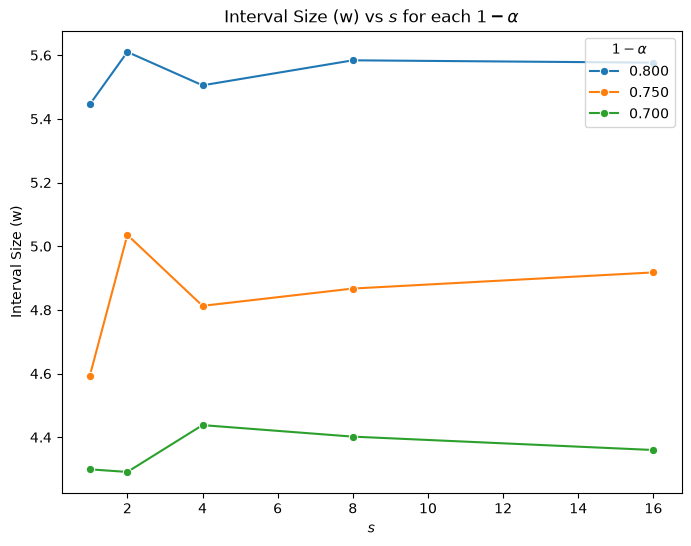 Interval Size (w) vs s for each 1 − α
1 − α
0.800
0.750
0.700
5.6
5.4
5.2
5.0
4.8
4.6
4.4
Interval Size (w)
2 4 6 8 10 12 14 16
s